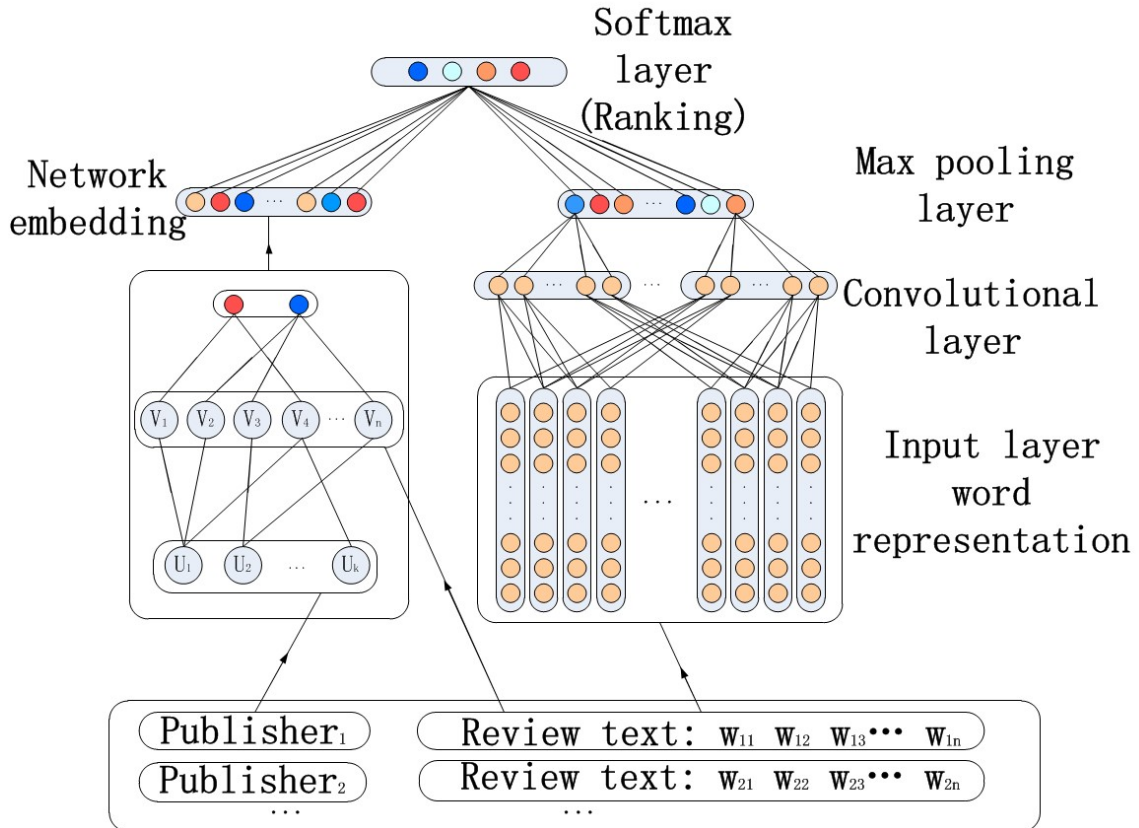 Softmax
layer
(Ranking)
Network
embedding
...
...
Max pooling
layer
... ... ...
Convolutional
layer
V1 V2 V3 V4 ... Vn
U1 U2 ... Uk
...
Input layer
word
representation
Publisher1 Review text: w11 w12 w13... w1n
Publisher2 Review text: w21 w22 w23... w2n
... ...